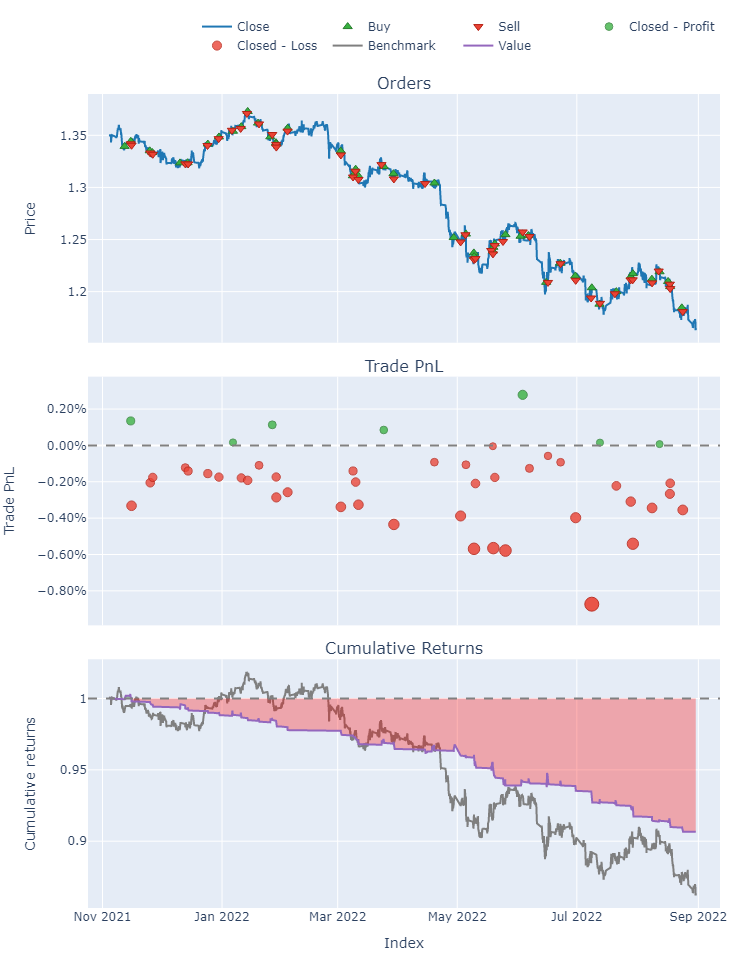 Close Buy Sell Closed - Profit
Closed - Loss Benchmark Value
Orders
1.35
1.3
1.25
1.2
Price
Trade PnL
0.20%
0.00%
−0.20%
−0.40%
−0.60%
−0.80%
Trade PnL
Cumulative Returns
1
0.95
0.9
Cumulative returns
Nov 2021 Jan 2022 Mar 2022 May 2022 Jul 2022 Sep 2022
Index